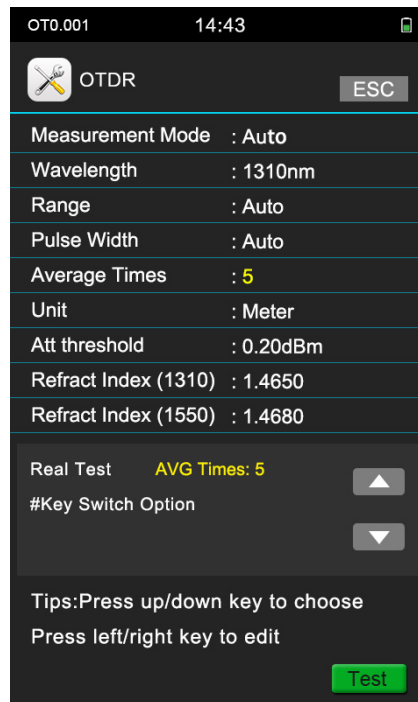 OT0.001 14:43
OTDR
ESC
Measurement Mode : Auto
Wavelength : 1310nm
Range : Auto
Pulse Width : Auto
Average Times : 5
Unit : Meter
Att threshold : 0.20dBm
Refract Index (1310) : 1.4650
Refract Index (1550) : 1.4680
Real Test AVG Times: 5
#Key Switch Option
Tips:Press up/down key to choose
Press left/right key to edit
Test